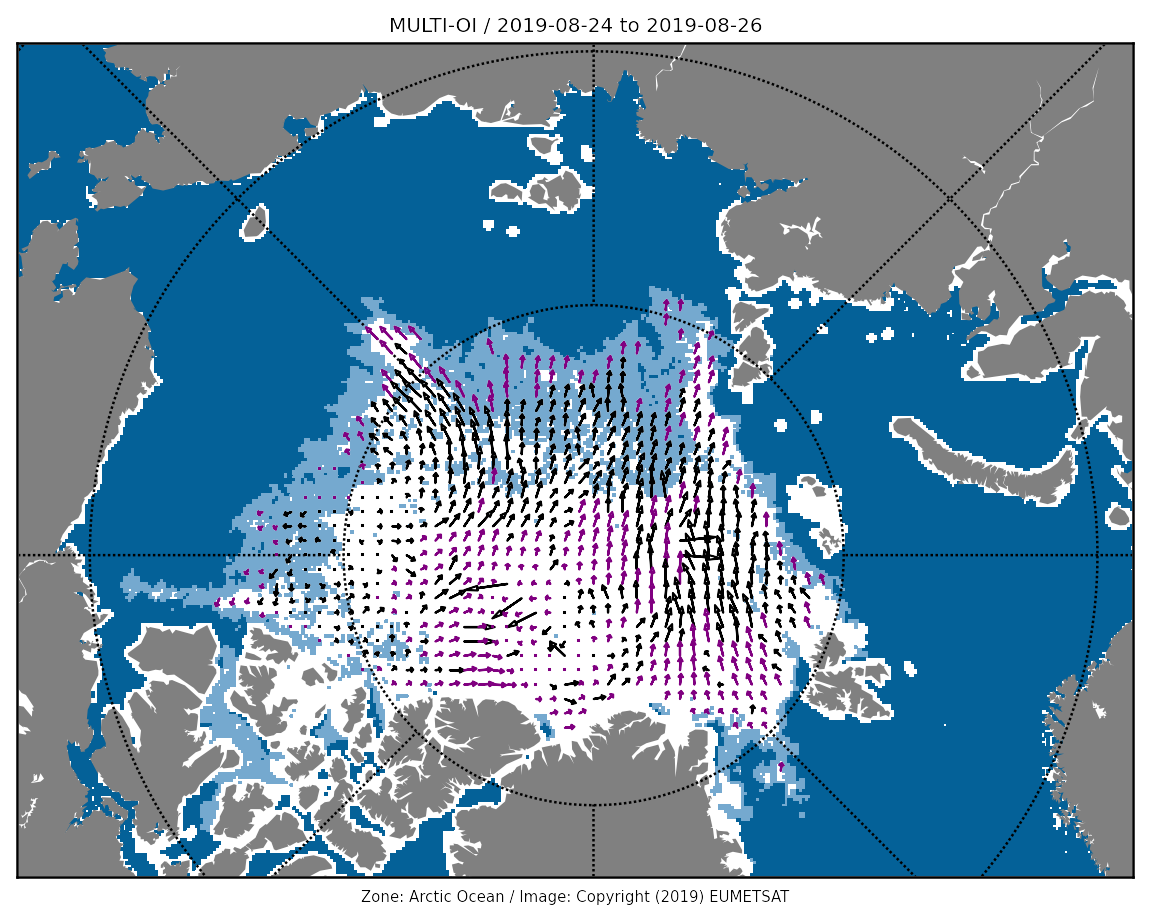 MULTI-OI / 2019-08-24 to 2019-08-26
Zone: Arctic Ocean / Image: Copyright (2019) EUMETSAT